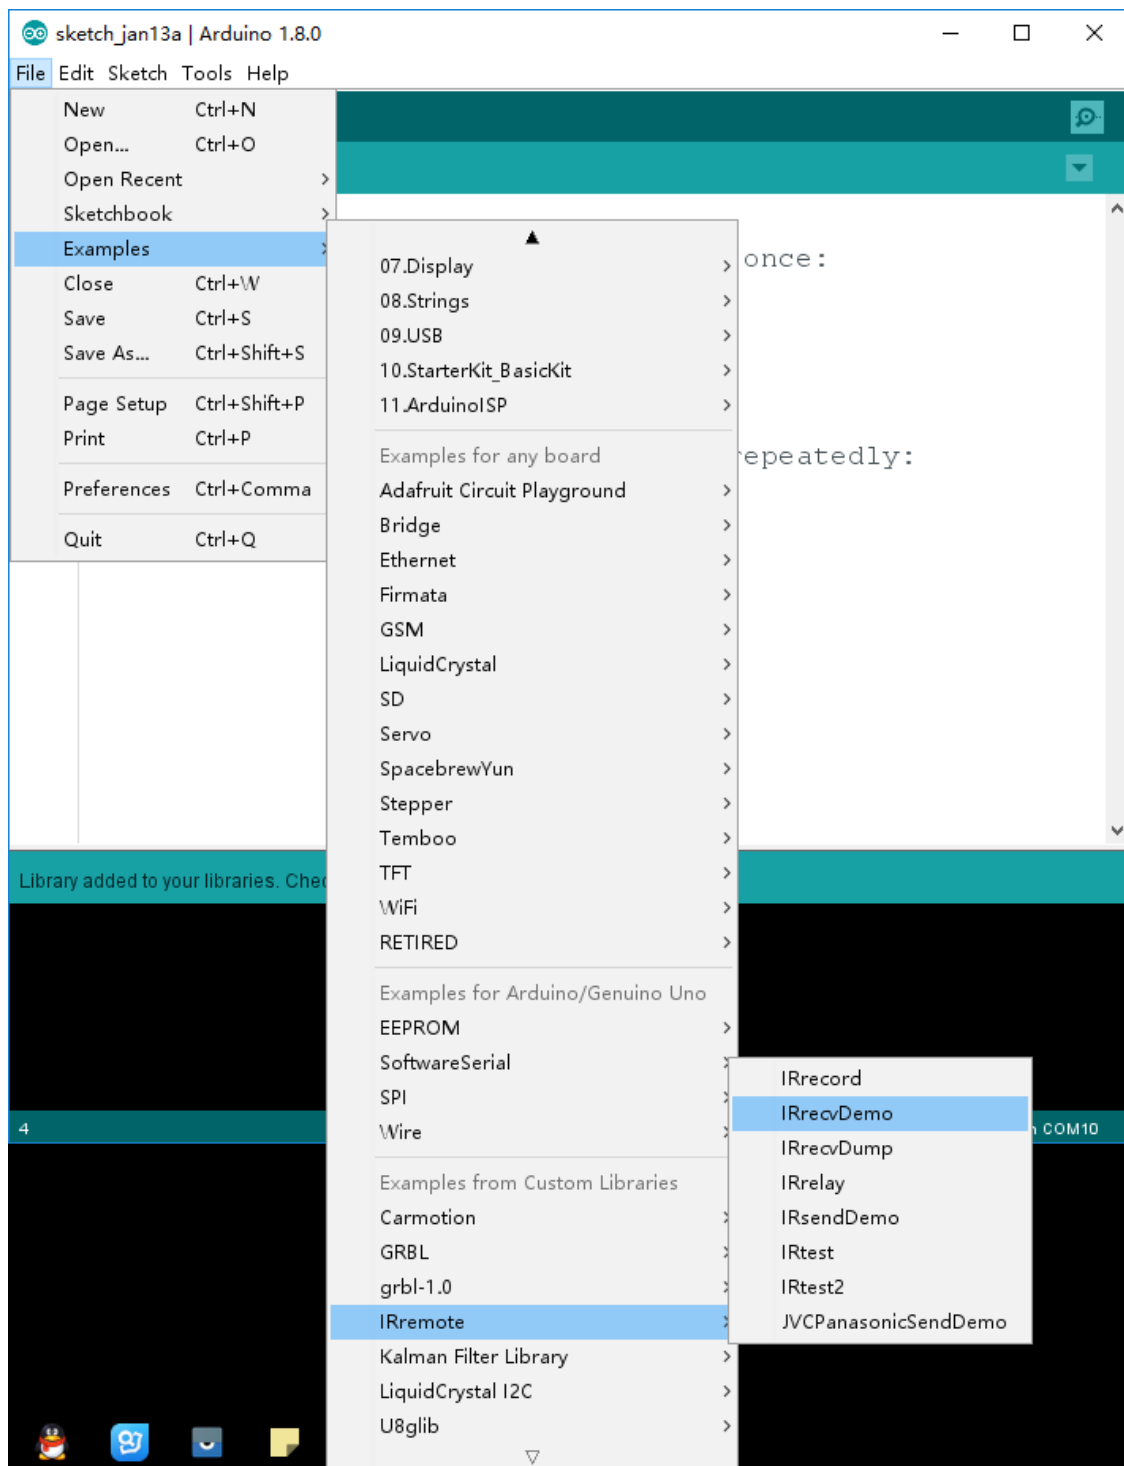 sketch_jan13a | Arduino 1.8.0
File Edit Sketch Tools Help
New Ctrl+N
Open... Ctrl+O
Open Recent
Sketchbook
Examples
Close Ctrl+W
Save Ctrl+S
Save As... Ctrl+Shift+S
Page Setup Ctrl+Shift+P
Print Ctrl+P
Preferences Ctrl+Comma
Quit Ctrl+Q
07.Display
08.Strings
09.USB
10.StarterKit_BasicKit
11.ArduinoISP
Examples for any board
Adafruit Circuit Playground
Bridge
Ethernet
Firmata
GSM
LiquidCrystal
SD
Servo
SpacebrewYun
Stepper
Temboo
TFT
WiFi
RETIRED
Examples for Arduino/Genuino Uno
EEPROM
SoftwareSerial
SPI
Wire
Examples from Custom Libraries
Carmotion
GRBL
grbl-1.0
IRremote
Kalman Filter Library
LiquidCrystal I2C
U8glib
IRrecord
IRrecvDemo
IRrecvDump
IRrelay
IRsendDemo
IRtest
IRtest2
JVCPanasonicSendDemo
once:
epeatedly:
Library added to your libraries. Chec
4
COM10